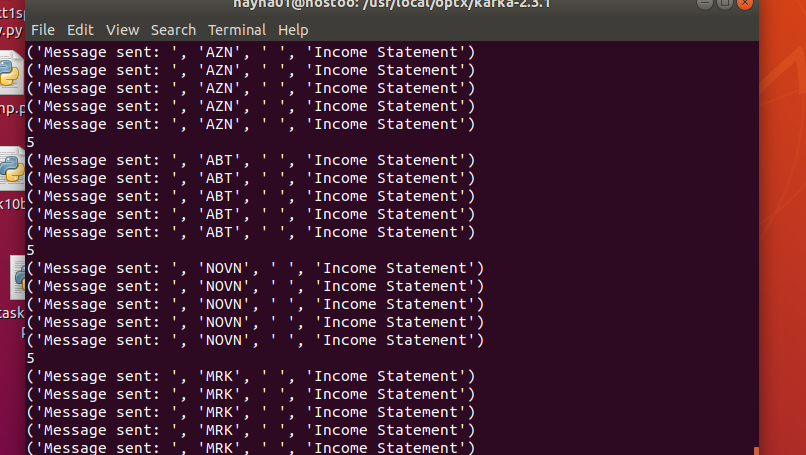 hayha01@hostoo: /usr/local/optcx/karka-2.3.1
File Edit View Search Terminal Help
('Message sent: ', 'AZN', ' ', 'Income Statement')
('Message sent: ', 'AZN', ' ', 'Income Statement')
('Message sent: ', 'AZN', ' ', 'Income Statement')
('Message sent: ', 'AZN', ' ', 'Income Statement')
('Message sent: ', 'AZN', ' ', 'Income Statement')
5
('Message sent: ', 'ABT', ' ', 'Income Statement')
('Message sent: ', 'ABT', ' ', 'Income Statement')
('Message sent: ', 'ABT', ' ', 'Income Statement')
('Message sent: ', 'ABT', ' ', 'Income Statement')
('Message sent: ', 'ABT', ' ', 'Income Statement')
5
('Message sent: ', 'NOVN', ' ', 'Income Statement')
('Message sent: ', 'NOVN', ' ', 'Income Statement')
('Message sent: ', 'NOVN', ' ', 'Income Statement')
('Message sent: ', 'NOVN', ' ', 'Income Statement')
('Message sent: ', 'NOVN', ' ', 'Income Statement')
5
('Message sent: ', 'MRK', ' ', 'Income Statement')
('Message sent: ', 'MRK', ' ', 'Income Statement')
('Message sent: ', 'MRK', ' ', 'Income Statement')
('Message sent: ', 'MRK', ' ', 'Income Statement')
('Message sent: ', 'MRK', ' ', 'Income Statement')
tt1sp
v.py
mp.p
k10b
task
p